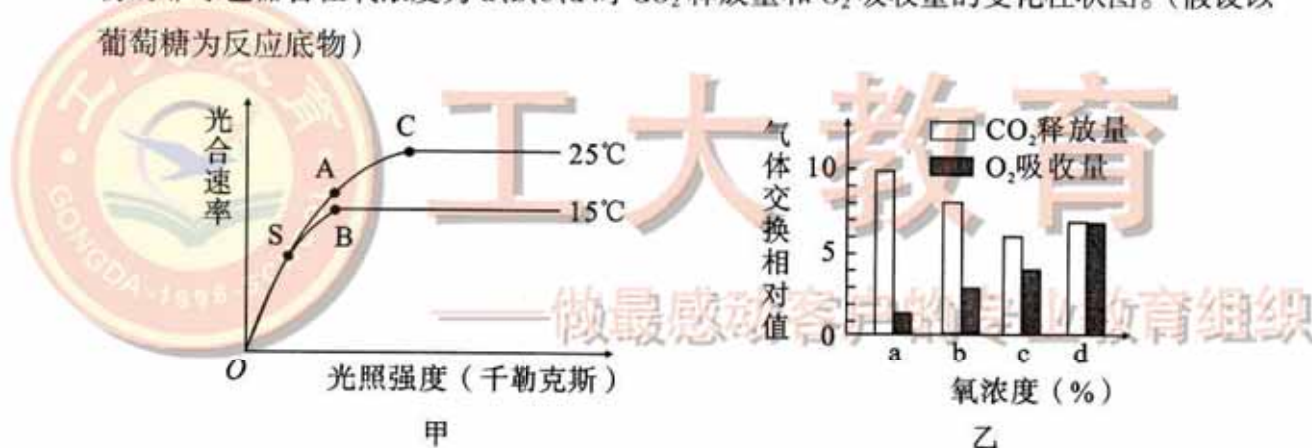 葡萄糖为反应底物）
光合速率
C
A
S
B
25℃
15℃
O
光照强度（千勒克斯）
甲
气体交换相对值
CO₂释放量
O₂吸收量
10
5
0
a b c d
氧浓度（%）
乙
工大教育
——做最感动客户的专业教育组织
GONGDA·1996